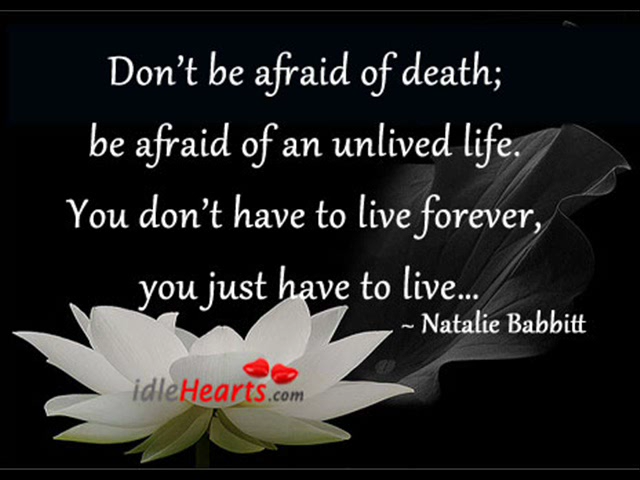 Don't be afraid of death;
be afraid of an unlived life.
You don't have to live forever,
you just have to live...
~ Natalie Babbitt
idleHearts.com